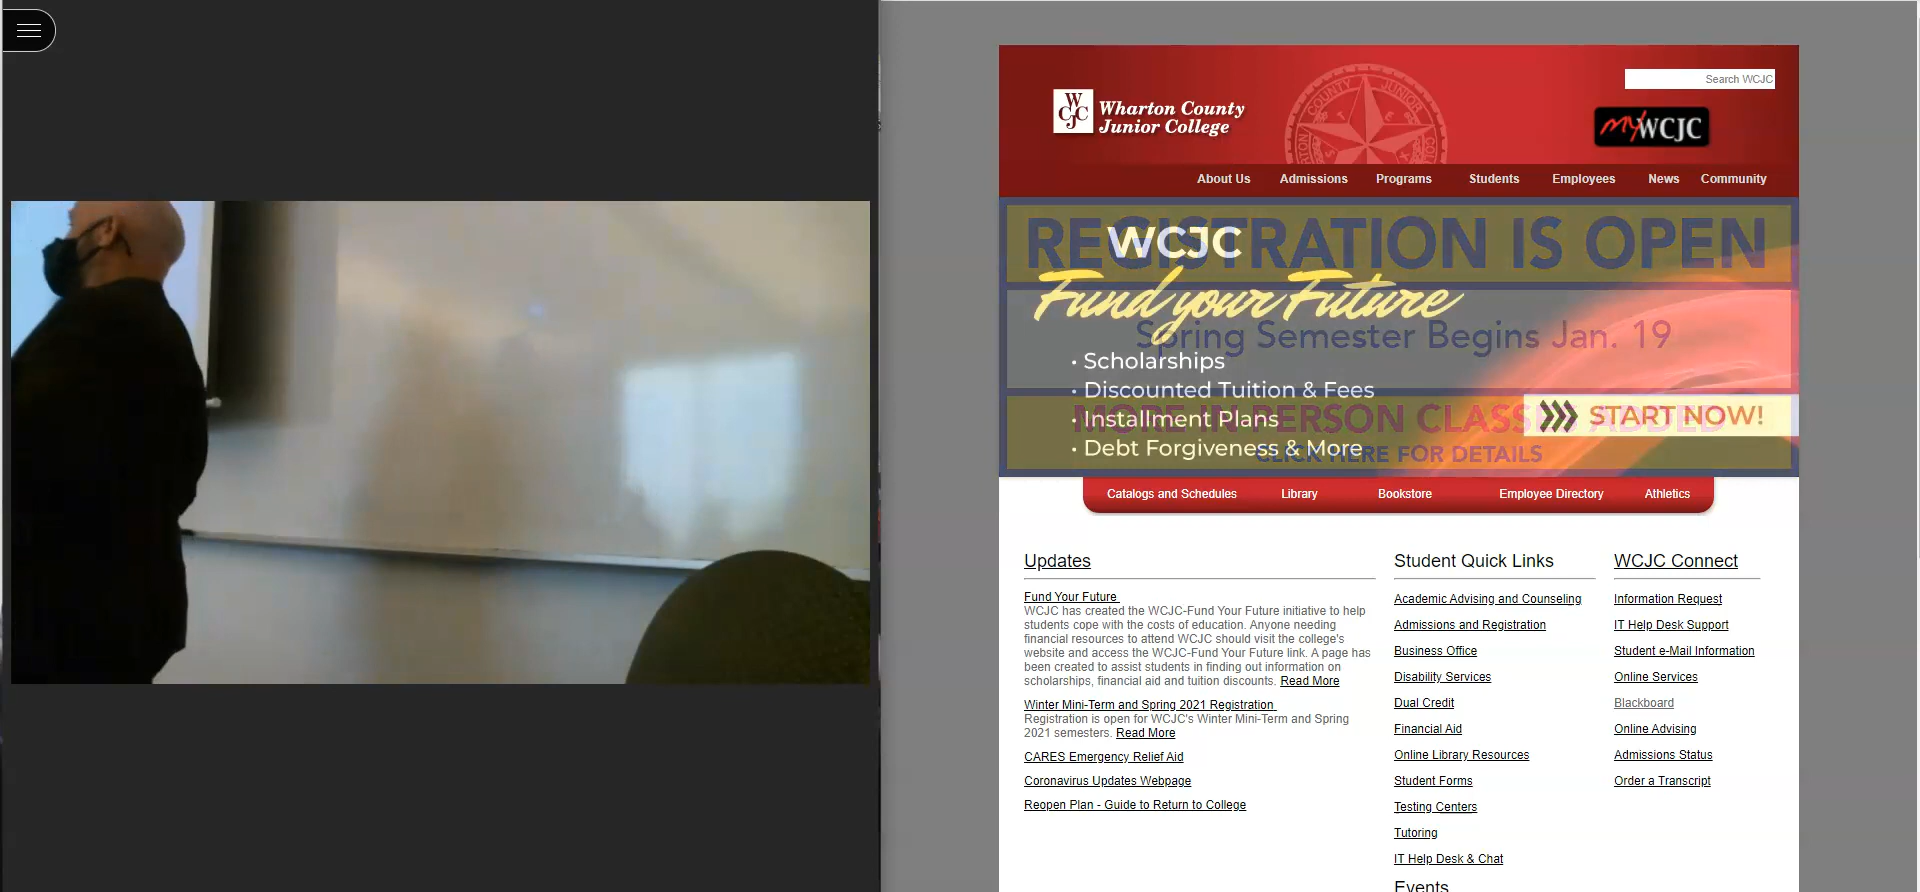 Search WCJC
WCJC
Wharton County
Junior College
COUNTY JUNIOR
myWCJC
About Us Admissions Programs Students Employees News Community
REGISTRATION IS OPEN
WCJC
Fund your Future
Spring Semester Begins Jan. 19
• Scholarships
• Discounted Tuition & Fees
MORE IN PERSON CLASSES ADDED
• Installment Plans
START NOW!
• Debt Forgiveness & More
CLICK HERE FOR DETAILS
Catalogs and Schedules Library Bookstore Employee Directory Athletics
Updates
Fund Your Future
WCJC has created the WCJC-Fund Your Future initiative to help
students cope with the costs of education. Anyone needing
financial resources to attend WCJC should visit the college's
website and access the WCJC-Fund Your Future link. A page has
been created to assist students in finding out information on
scholarships, financial aid and tuition discounts. Read More
Winter Mini-Term and Spring 2021 Registration
Registration is open for WCJC's Winter Mini-Term and Spring
2021 semesters. Read More
CARES Emergency Relief Aid
Coronavirus Updates Webpage
Reopen Plan - Guide to Return to College
Student Quick Links
Academic Advising and Counseling
Admissions and Registration
Business Office
Disability Services
Dual Credit
Financial Aid
Online Library Resources
Student Forms
Testing Centers
Tutoring
IT Help Desk & Chat
Events
WCJC Connect
Information Request
IT Help Desk Support
Student e-Mail Information
Online Services
Blackboard
Online Advising
Admissions Status
Order a Transcript